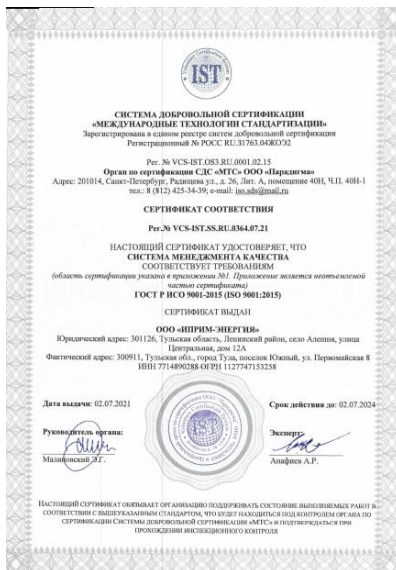 IST
СИСТЕМА ДОБРОВОЛЬНОЙ СЕРТИФИКАЦИИ
«МЕЖДУНАРОДНЫЕ ТЕХНОЛОГИИ СТАНДАРТИЗАЦИИ»
Зарегистрирована в едином реестре систем добровольной сертификации
Регистрационный № РОСС RU.31763.04ЖОЭ2
Рег. № VCS-IST.OS3.RU.0001.02.15
Орган по сертификации СДС «МТС» ООО «Парадигма»
Адрес: 201014, Санкт-Петербург, Радищева ул., д. 26, Лит. А, помещение 40Н, Ч.П. 40Н-1
тел.: 8 (812) 425-34-39; e-mail: iso.sds@mail.ru
СЕРТИФИКАТ СООТВЕТСТВИЯ
Рег.№ VCS-IST.SS.RU.0364.07.21
НАСТОЯЩИЙ СЕРТИФИКАТ УДОСТОВЕРЯЕТ, ЧТО
СИСТЕМА МЕНЕДЖМЕНТА КАЧЕСТВА
СООТВЕТСТВУЕТ ТРЕБОВАНИЯМ
(область сертификации указана в приложении №1. Приложение является неотъемлемой
частью сертификата)
ГОСТ Р ИСО 9001-2015 (ISO 9001:2015)
СЕРТИФИКАТ ВЫДАН
ООО «ИПРИМ-ЭНЕРГИЯ»
Юридический адрес: 301126, Тульская область, Ленинский район, село Алешня, улица
Центральная, дом 12А
Фактический адрес: 300911, Тульская обл., город Тула, поселок Южный, ул. Первомайская 8
ИНН 7714890288 ОГРН 1127747153258
Дата выдачи: 02.07.2021
Срок действия до: 02.07.2024
Руководитель органа:
Эксперт:
Малиновский Э.Г.
Анафиев А.Р.
НАСТОЯЩИЙ СЕРТИФИКАТ ОБЯЗЫВАЕТ ОРГАНИЗАЦИЮ ПОДДЕРЖИВАТЬ СОСТОЯНИЕ ВЫПОЛНЯЕМЫХ РАБОТ В
СООТВЕТСТВИИ С ВЫШЕУКАЗАННЫМ СТАНДАРТОМ, ЧТО БУДЕТ НАХОДИТЬСЯ ПОД КОНТРОЛЕМ ОРГАНА ПО
СЕРТИФИКАЦИИ СИСТЕМЫ ДОБРОВОЛЬНОЙ СЕРТИФИКАЦИИ «МТС» И ПОДТВЕРЖДАТЬСЯ ПРИ
ПРОХОЖДЕНИИ ИНСПЕКЦИОННОГО КОНТРОЛЯ